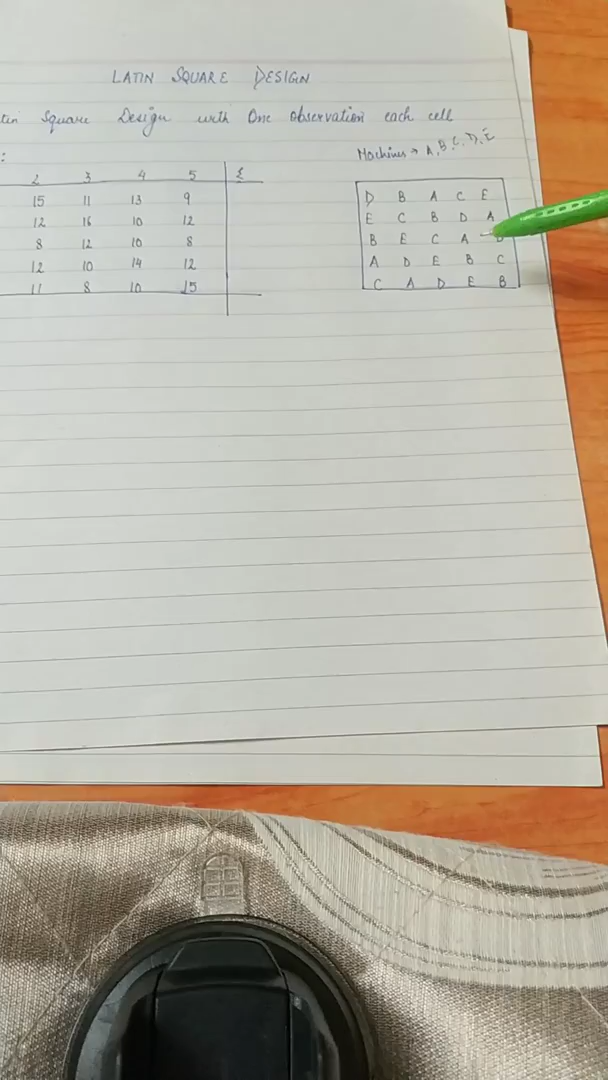 LATIN SQUARE DESIGN
tin Square Design with One observation each cell
:
Machines → A, B, C, D, E
2 3 4 5 Σ
15 11 13 9
12 16 10 12
8 12 10 8
12 10 14 12
11 8 10 15
D B A C E
E C B D A
B E C A D
A D E B C
C A D E B